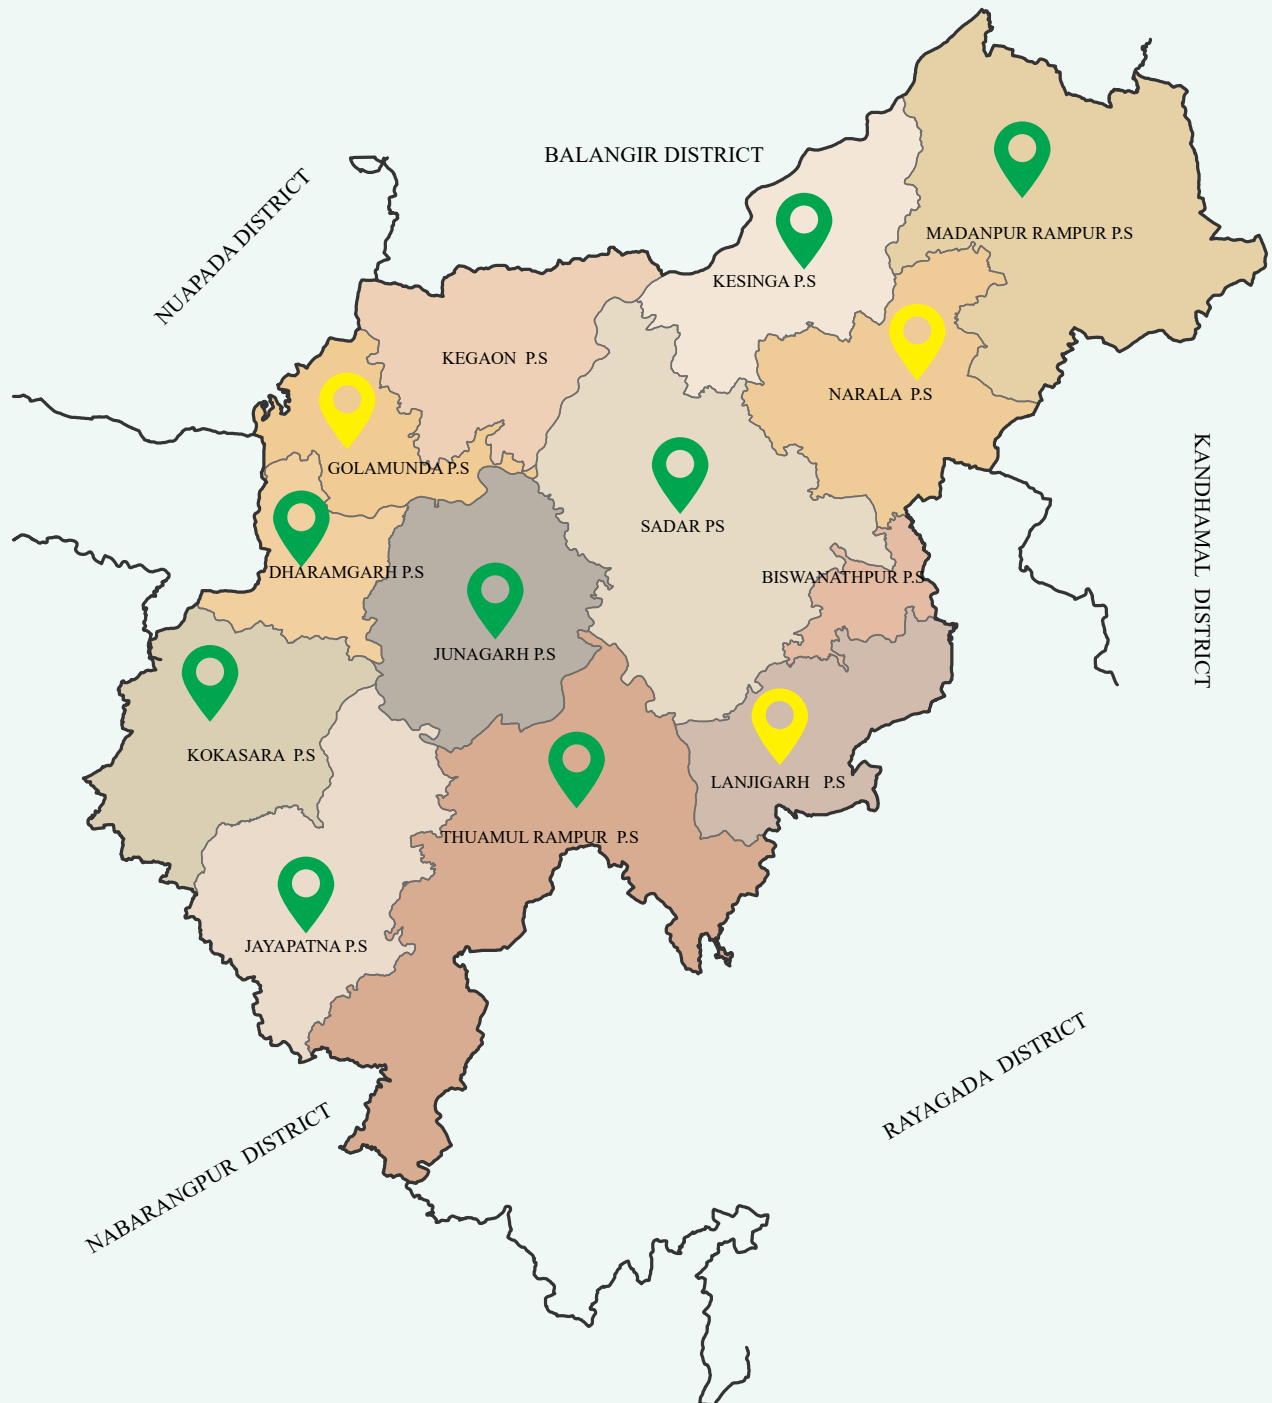 BALANGIR DISTRICT
NUAPADA DISTRICT
MADANPUR RAMPUR P.S
KESINGA P.S
KEGAON P.S
NARALA P.S
GOLAMUNDA P.S
SADAR PS
KANDHAMAL DISTRICT
DHARAMGARH P.S
BISWANATHPUR P.S
JUNAGARH P.S
KOKASARA P.S
LANJIGARH P.S
THUAMUL RAMPUR P.S
JAYAPATNA P.S
RAYAGADA DISTRICT
NABARANGPUR DISTRICT